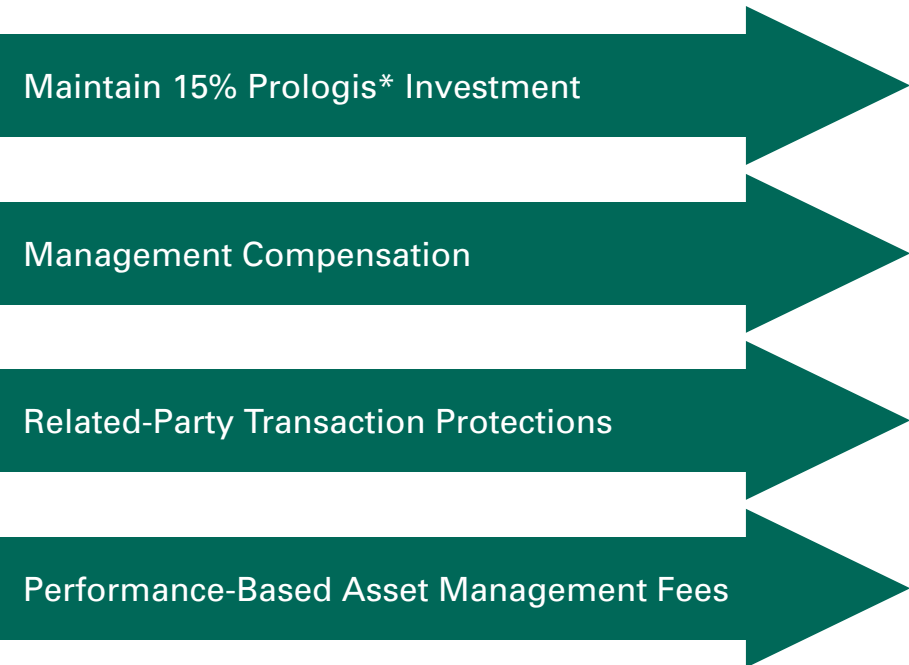 Maintain 15% Prologis* Investment
Management Compensation
Related-Party Transaction Protections
Performance-Based Asset Management Fees